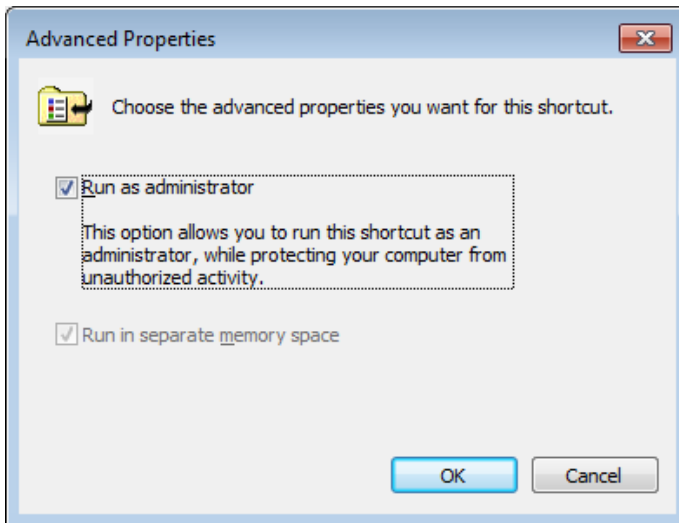 Advanced Properties
Choose the advanced properties you want for this shortcut.
Run as administrator
This option allows you to run this shortcut as an
administrator, while protecting your computer from
unauthorized activity.
Run in separate memory space
OK
Cancel